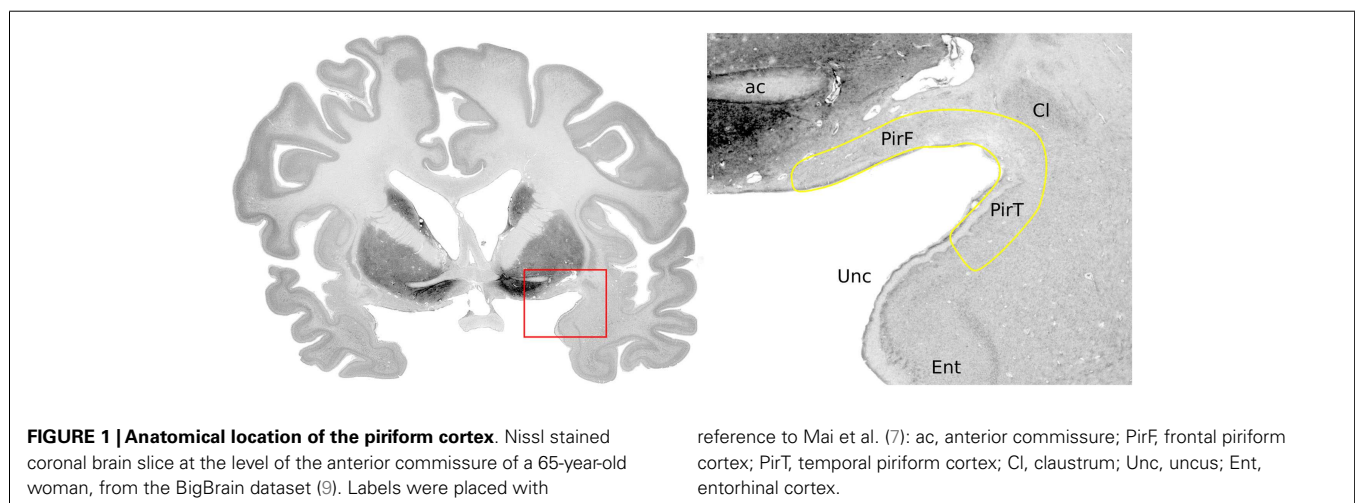 ac
Cl
PirF
PirT
Unc
Ent
FIGURE 1 | Anatomical location of the piriform cortex. Nissl stained
coronal brain slice at the level of the anterior commissure of a 65-year-old
woman, from the BigBrain dataset (9). Labels were placed with
reference to Mai et al. (7): ac, anterior commissure; PirF, frontal piriform
cortex; PirT, temporal piriform cortex; Cl, claustrum; Unc, uncus; Ent,
entorhinal cortex.